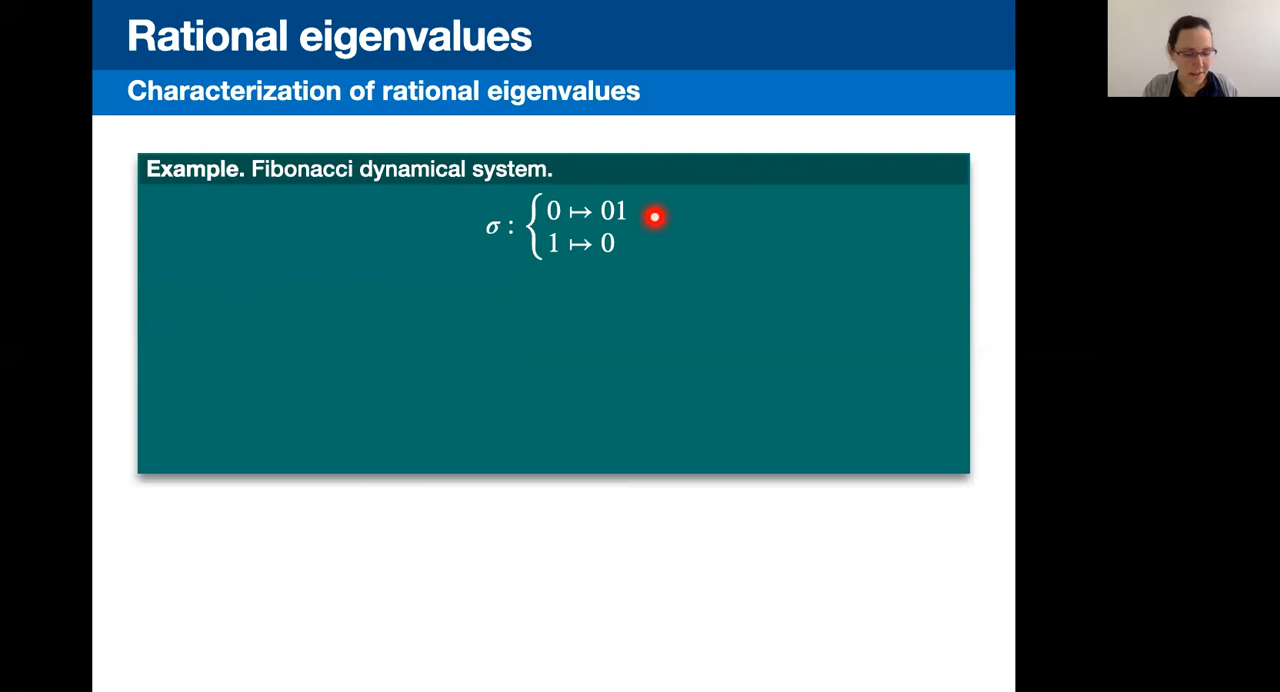 Rational eigenvalues
Characterization of rational eigenvalues
Example. Fibonacci dynamical system.
σ : { 0 ↦ 01
1 ↦ 0